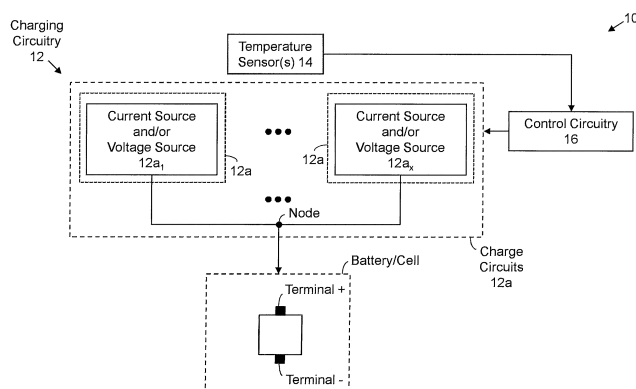 Charging
Circuitry
12
10
Temperature
Sensor(s) 14
Current Source
and/or
Voltage Source
12a1
12a
•••
12a
Current Source
and/or
Voltage Source
12ax
Control Circuitry
16
•••
Node
Charge
Circuits
12a
Battery/Cell
Terminal +
Terminal -